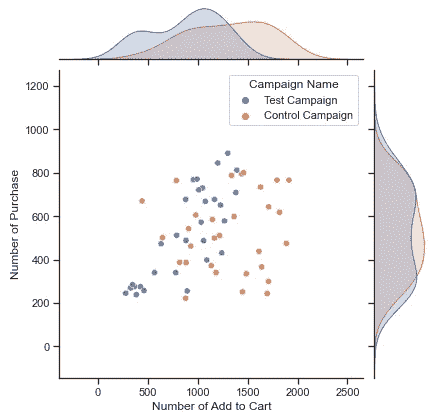 Campaign Name
Test Campaign
Control Campaign
1200
1000
800
600
400
200
0
Number of Purchase
0 500 1000 1500 2000 2500
Number of Add to Cart